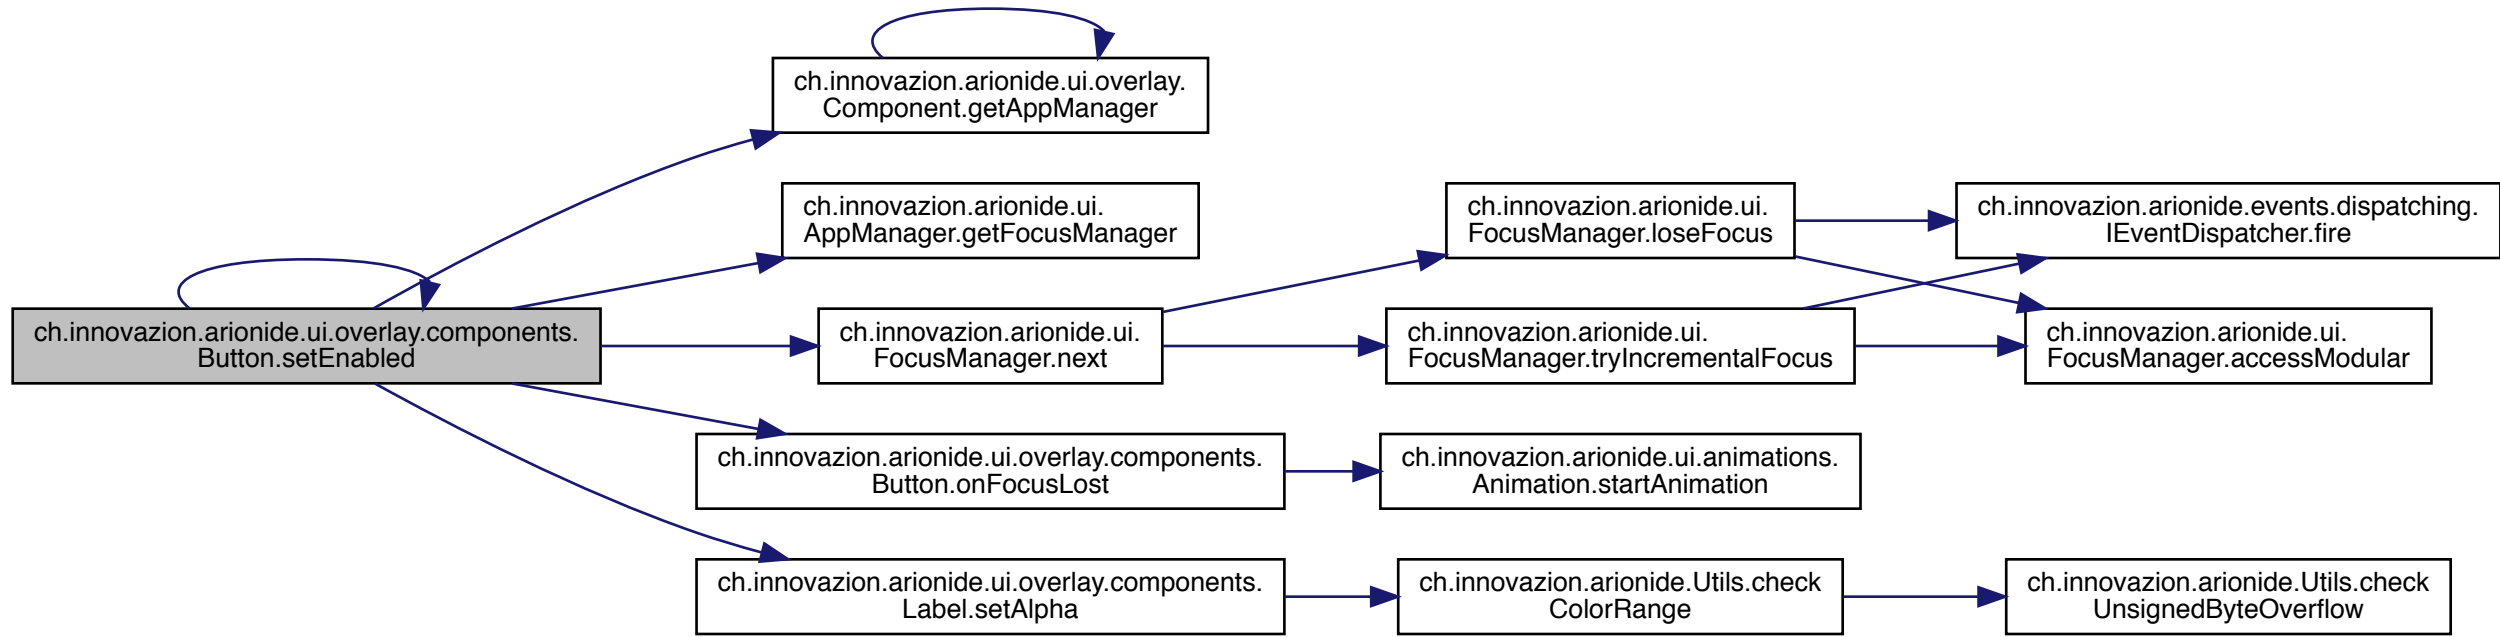 ch.innovazion.arionide.ui.overlay.
Component.getAppManager
ch.innovazion.arionide.ui.
AppManager.getFocusManager
ch.innovazion.arionide.ui.
FocusManager.loseFocus
ch.innovazion.arionide.events.dispatching.
IEventDispatcher.fire
ch.innovazion.arionide.ui.overlay.components.
Button.setEnabled
ch.innovazion.arionide.ui.
FocusManager.next
ch.innovazion.arionide.ui.
FocusManager.tryIncrementalFocus
ch.innovazion.arionide.ui.
FocusManager.accessModular
ch.innovazion.arionide.ui.overlay.components.
Button.onFocusLost
ch.innovazion.arionide.ui.animations.
Animation.startAnimation
ch.innovazion.arionide.ui.overlay.components.
Label.setAlpha
ch.innovazion.arionide.Utils.check
ColorRange
ch.innovazion.arionide.Utils.check
UnsignedByteOverflow